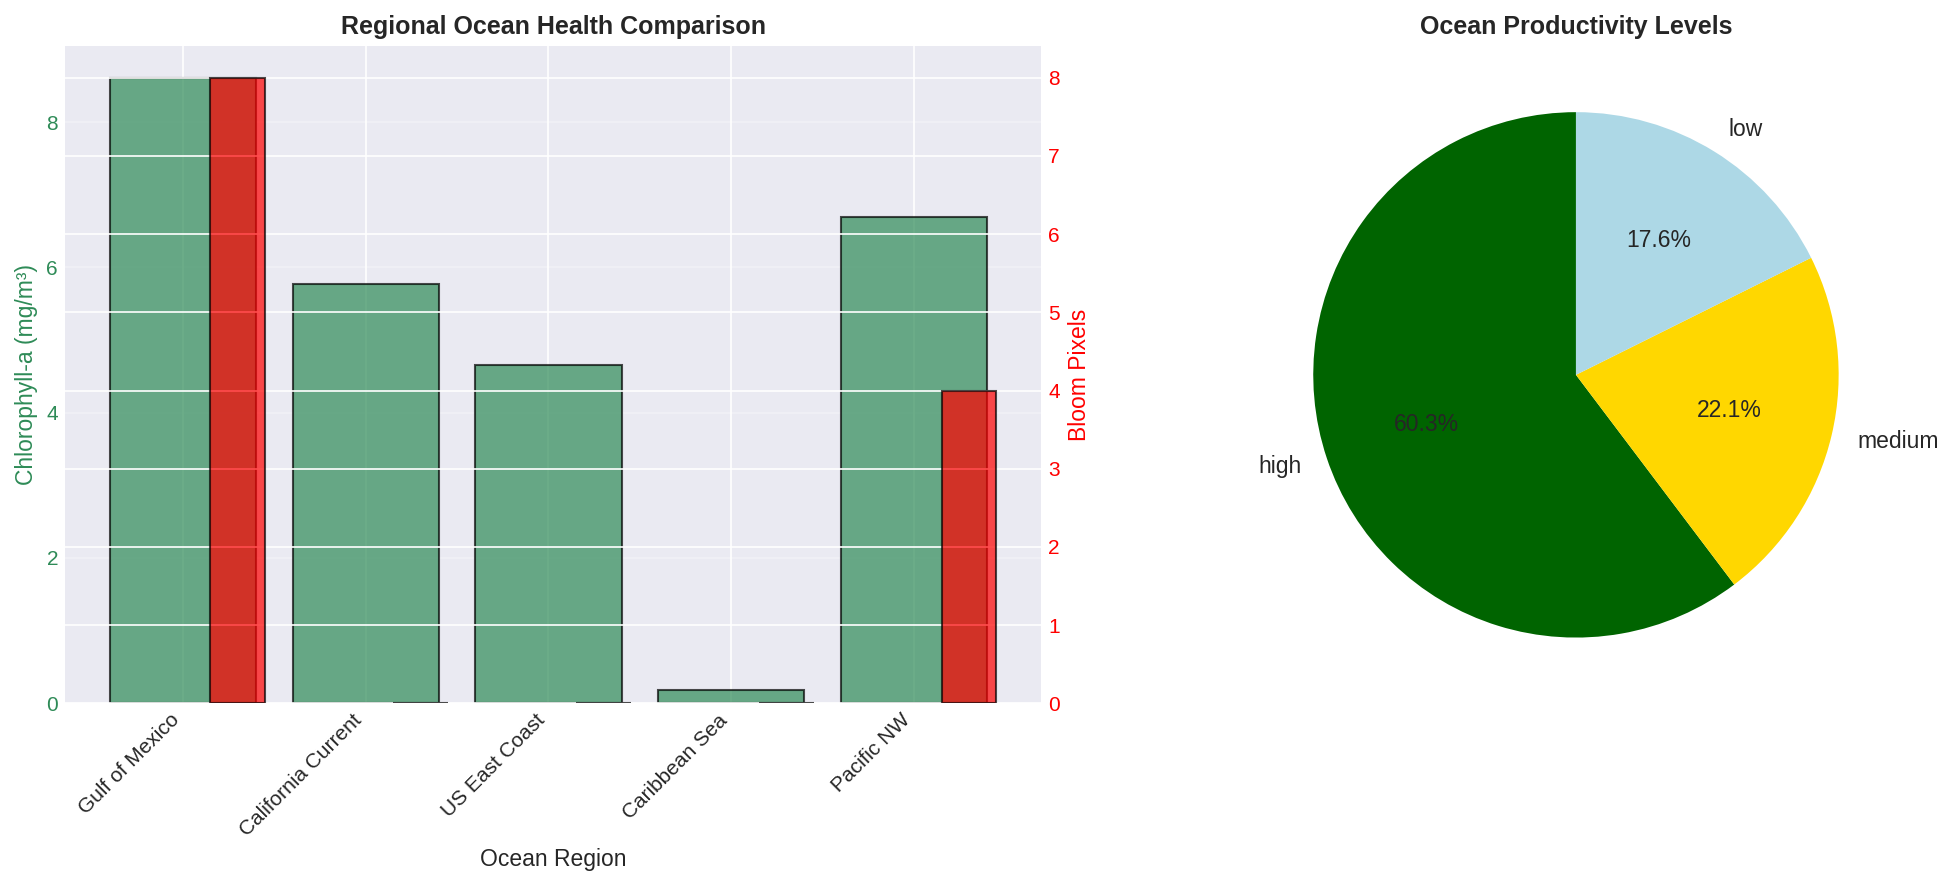 Regional Ocean Health Comparison
Chlorophyll-a (mg/m³)
8
6
4
2
0
8
7
6
5
4
3
2
1
0
Bloom Pixels
Gulf of Mexico
California Current
US East Coast
Caribbean Sea
Pacific NW
Ocean Region
Ocean Productivity Levels
low
17.6%
22.1%
medium
60.3%
high